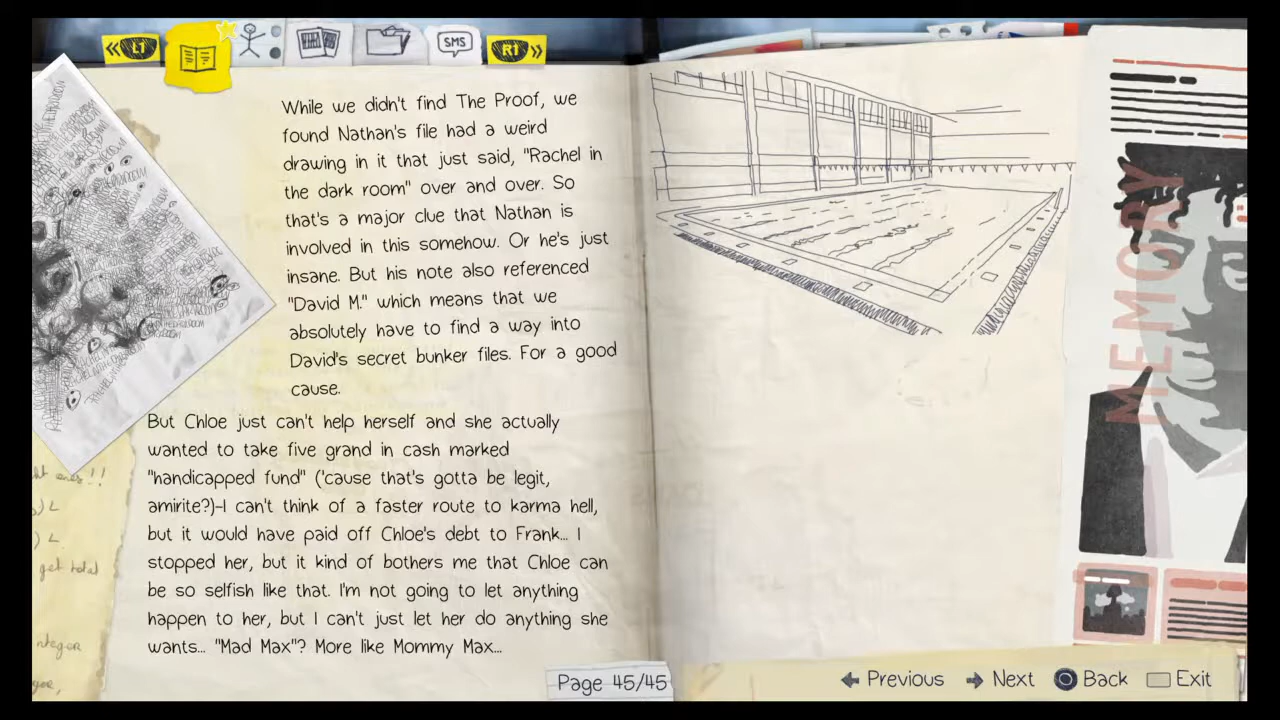 L1
SMS
R1
While we didn't find The Proof, we
found Nathan's file had a weird
drawing in it that just said, "Rachel in
the dark room" over and over. So
that's a major clue that Nathan is
involved in this somehow. Or he's just
insane. But his note also referenced
"David M." which means that we
absolutely have to find a way into
David's secret bunker files. For a good
cause.
But Chloe just can't help herself and she actually
wanted to take five grand in cash marked
"handicapped fund" ('cause that's gotta be legit,
amirite?)-I can't think of a faster route to karma hell,
but it would have paid off Chloe's debt to Frank... I
stopped her, but it kind of bothers me that Chloe can
be so selfish like that. I'm not going to let anything
happen to her, but I can't just let her do anything she
wants... "Mad Max"? More like Mommy Max...
get total
MEMORY
Page 45/45
Previous
Next
Back
Exit